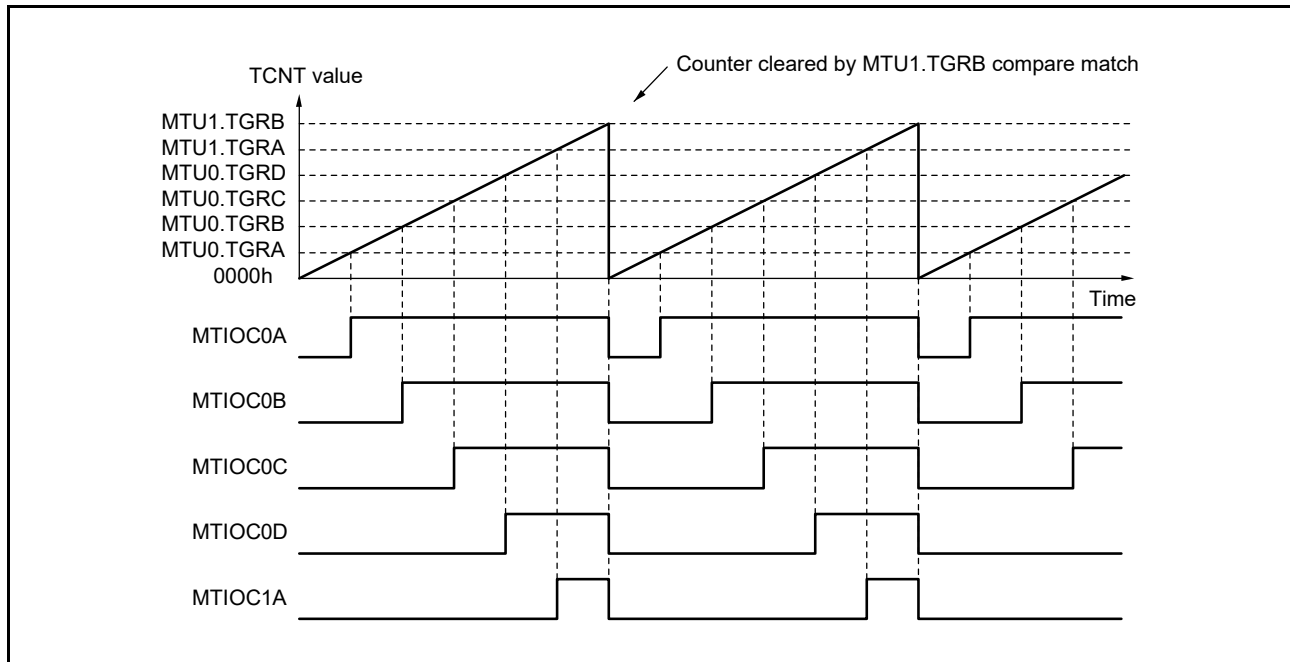 Counter cleared by MTU1.TGRB compare match
TCNT value
MTU1.TGRB
MTU1.TGRA
MTU0.TGRD
MTU0.TGRC
MTU0.TGRB
MTU0.TGRA
0000h
Time
MTIOC0A
MTIOC0B
MTIOC0C
MTIOC0D
MTIOC1A